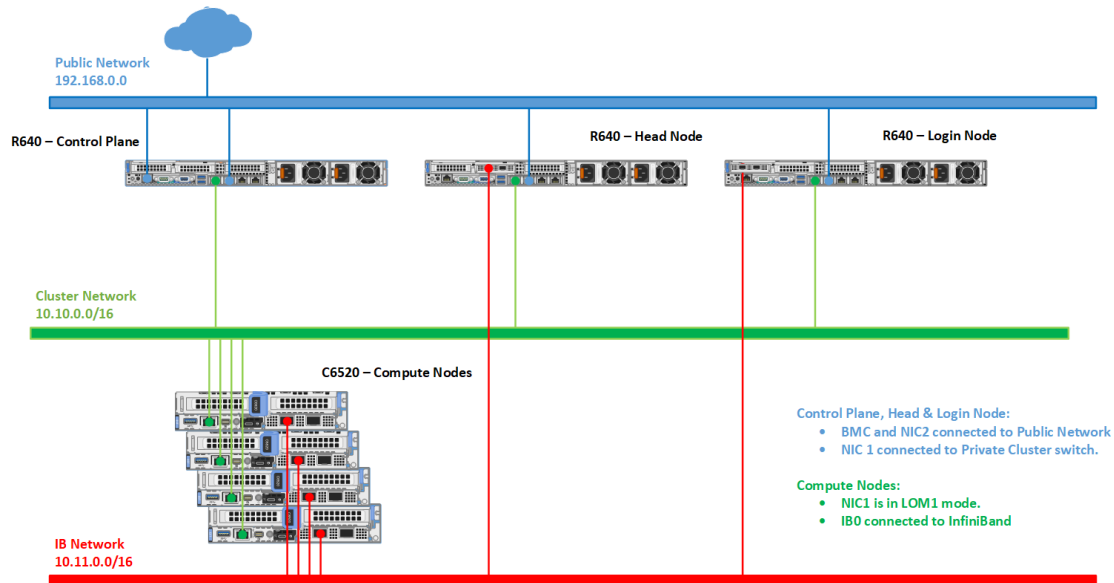 Public Network
192.168.0.0
R640 – Control Plane
R640 – Head Node
R640 – Login Node
Cluster Network
10.10.0.0/16
C6520 – Compute Nodes
Control Plane, Head & Login Node:
• BMC and NIC2 connected to Public Network
• NIC 1 connected to Private Cluster switch.
Compute Nodes:
• NIC1 is in LOM1 mode.
• IB0 connected to InfiniBand
IB Network
10.11.0.0/16